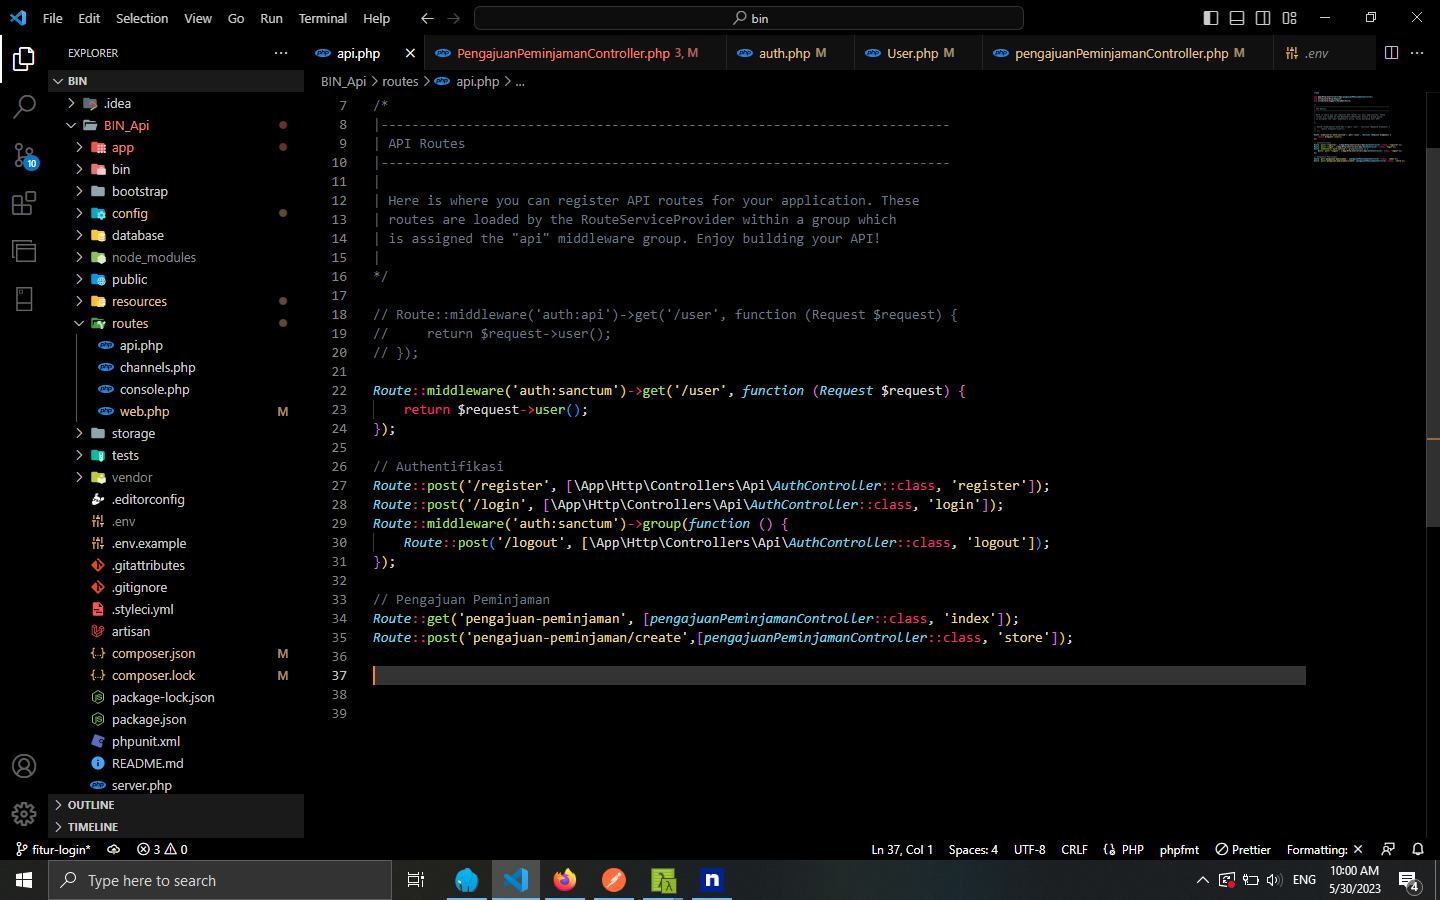 File Edit Selection View Go Run Terminal Help
bin
EXPLORER
api.php
PengajuanPeminjamanController.php 3, M
auth.php M
User.php M
pengajuanPeminjamanController.php M
.env
BIN_Api > routes > api.php > ...
BIN
.idea
BIN_Api
app
bin
bootstrap
config
database
node_modules
public
resources
routes
api.php
channels.php
console.php
web.php M
storage
tests
vendor
.editorconfig
.env
.env.example
.gitattributes
.gitignore
.styleci.yml
artisan
composer.json M
composer.lock M
package-lock.json
package.json
phpunit.xml
README.md
server.php
OUTLINE
TIMELINE
10
7 /*
8 |--------------------------------------------------------------------------
9 | API Routes
10 |--------------------------------------------------------------------------
11 |
12 | Here is where you can register API routes for your application. These
13 | routes are loaded by the RouteServiceProvider within a group which
14 | is assigned the "api" middleware group. Enjoy building your API!
15 |
16 */
17
18 // Route::middleware('auth:api')->get('/user', function (Request $request) {
19 //     return $request->user();
20 // });
21
22 Route::middleware('auth:sanctum')->get('/user', function (Request $request) {
23     return $request->user();
24 });
25
26 // Authentifikasi
27 Route::post('/register', [\App\Http\Controllers\Api\AuthController::class, 'register']);
28 Route::post('/login', [\App\Http\Controllers\Api\AuthController::class, 'login']);
29 Route::middleware('auth:sanctum')->group(function () {
30     Route::post('/logout', [\App\Http\Controllers\Api\AuthController::class, 'logout']);
31 });
32
33 // Pengajuan Peminjaman
34 Route::get('pengajuan-peminjaman', [pengajuanPeminjamanController::class, 'index']);
35 Route::post('pengajuan-peminjaman/create',[pengajuanPeminjamanController::class, 'store']);
36
37
38
39
fitur-login* 3 0 Ln 37, Col 1 Spaces: 4 UTF-8 CRLF PHP phpfmt Prettier Formatting: ✕
Type here to search
ENG
10:00 AM
5/30/2023
4